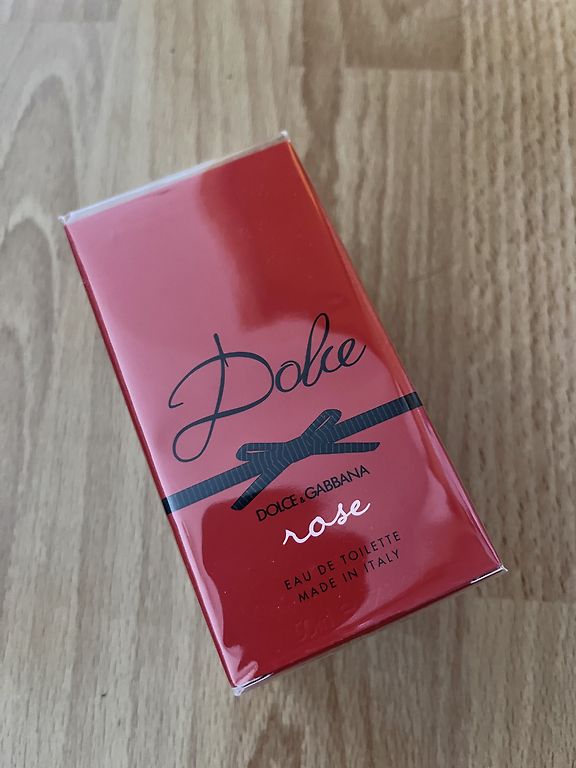 Dolce
DOLCE & GABBANA
rose
EAU DE TOILETTE
MADE IN ITALY